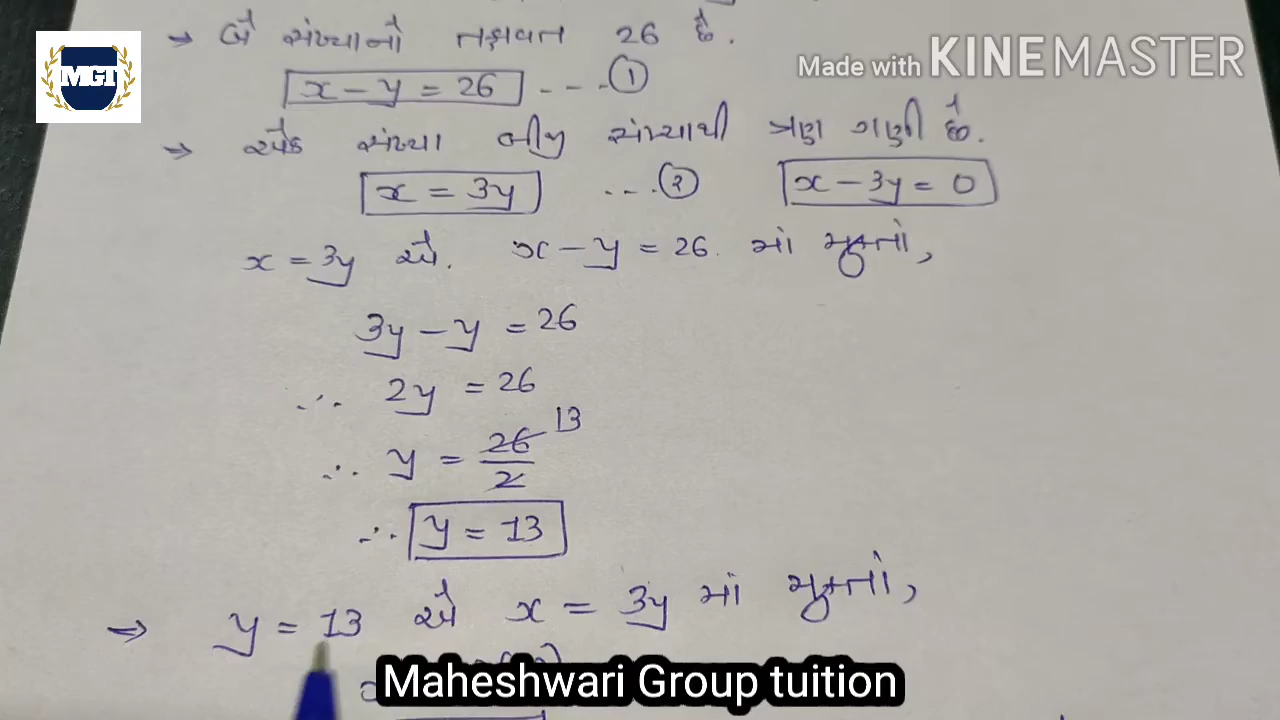 → બે સંખ્યાનો તફાવત 26 છે.
MGT
Made with KINEMASTER
x - y = 26 ---- ①
→ એક સંખ્યા બીજી સંખ્યાથી ત્રણ ગણી છે.
x = 3y ---- ② x - 3y = 0
x = 3y એ. x - y = 26. માં મૂકતાં,
3y - y = 26
∴ 2y = 26
∴ y = 26/2 13
∴ y = 13
⇒ y = 13 એ x = 3y માં મૂકતાં,
Maheshwari Group tuition